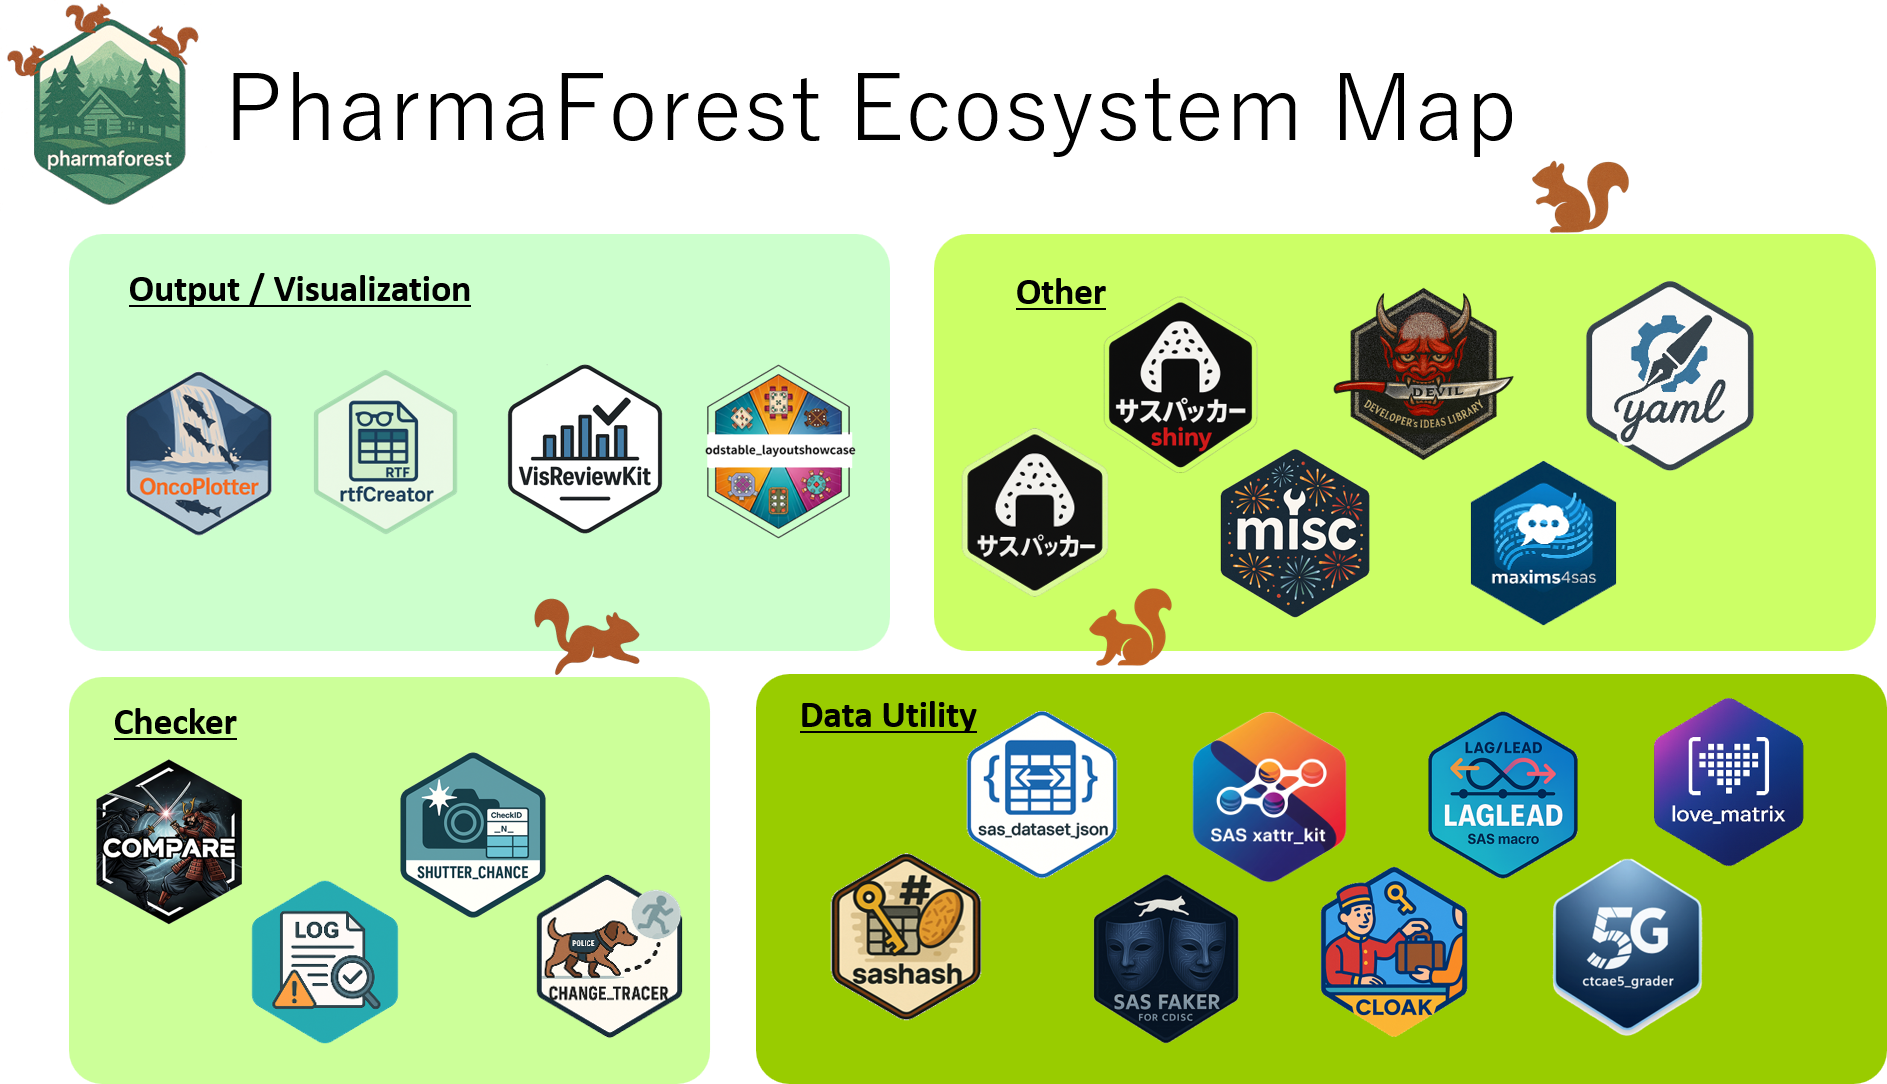 pharmaforest
PharmaForest Ecosystem Map
Output / Visualization
OncoPlotter
RTF
rtfCreator
VisReviewKit
odstable_layoutshowcase
Other
サスパッカー
shiny
DEVIL
DEVELOPER's IDEAS LIBRARY
yaml
サスパッカー
misc
maxims4sas
Checker
COMPARE
LOG
CheckID
_N_
SHUTTER_CHANCE
POLICE
CHANGE_TRACER
Data Utility
sas_dataset_json
SAS xattr_kit
LAG/LEAD
LAGLEAD
SAS macro
love_matrix
#
sashash
SAS FAKER
FOR CDISC
CLOAK
5G
ctcae5_grader